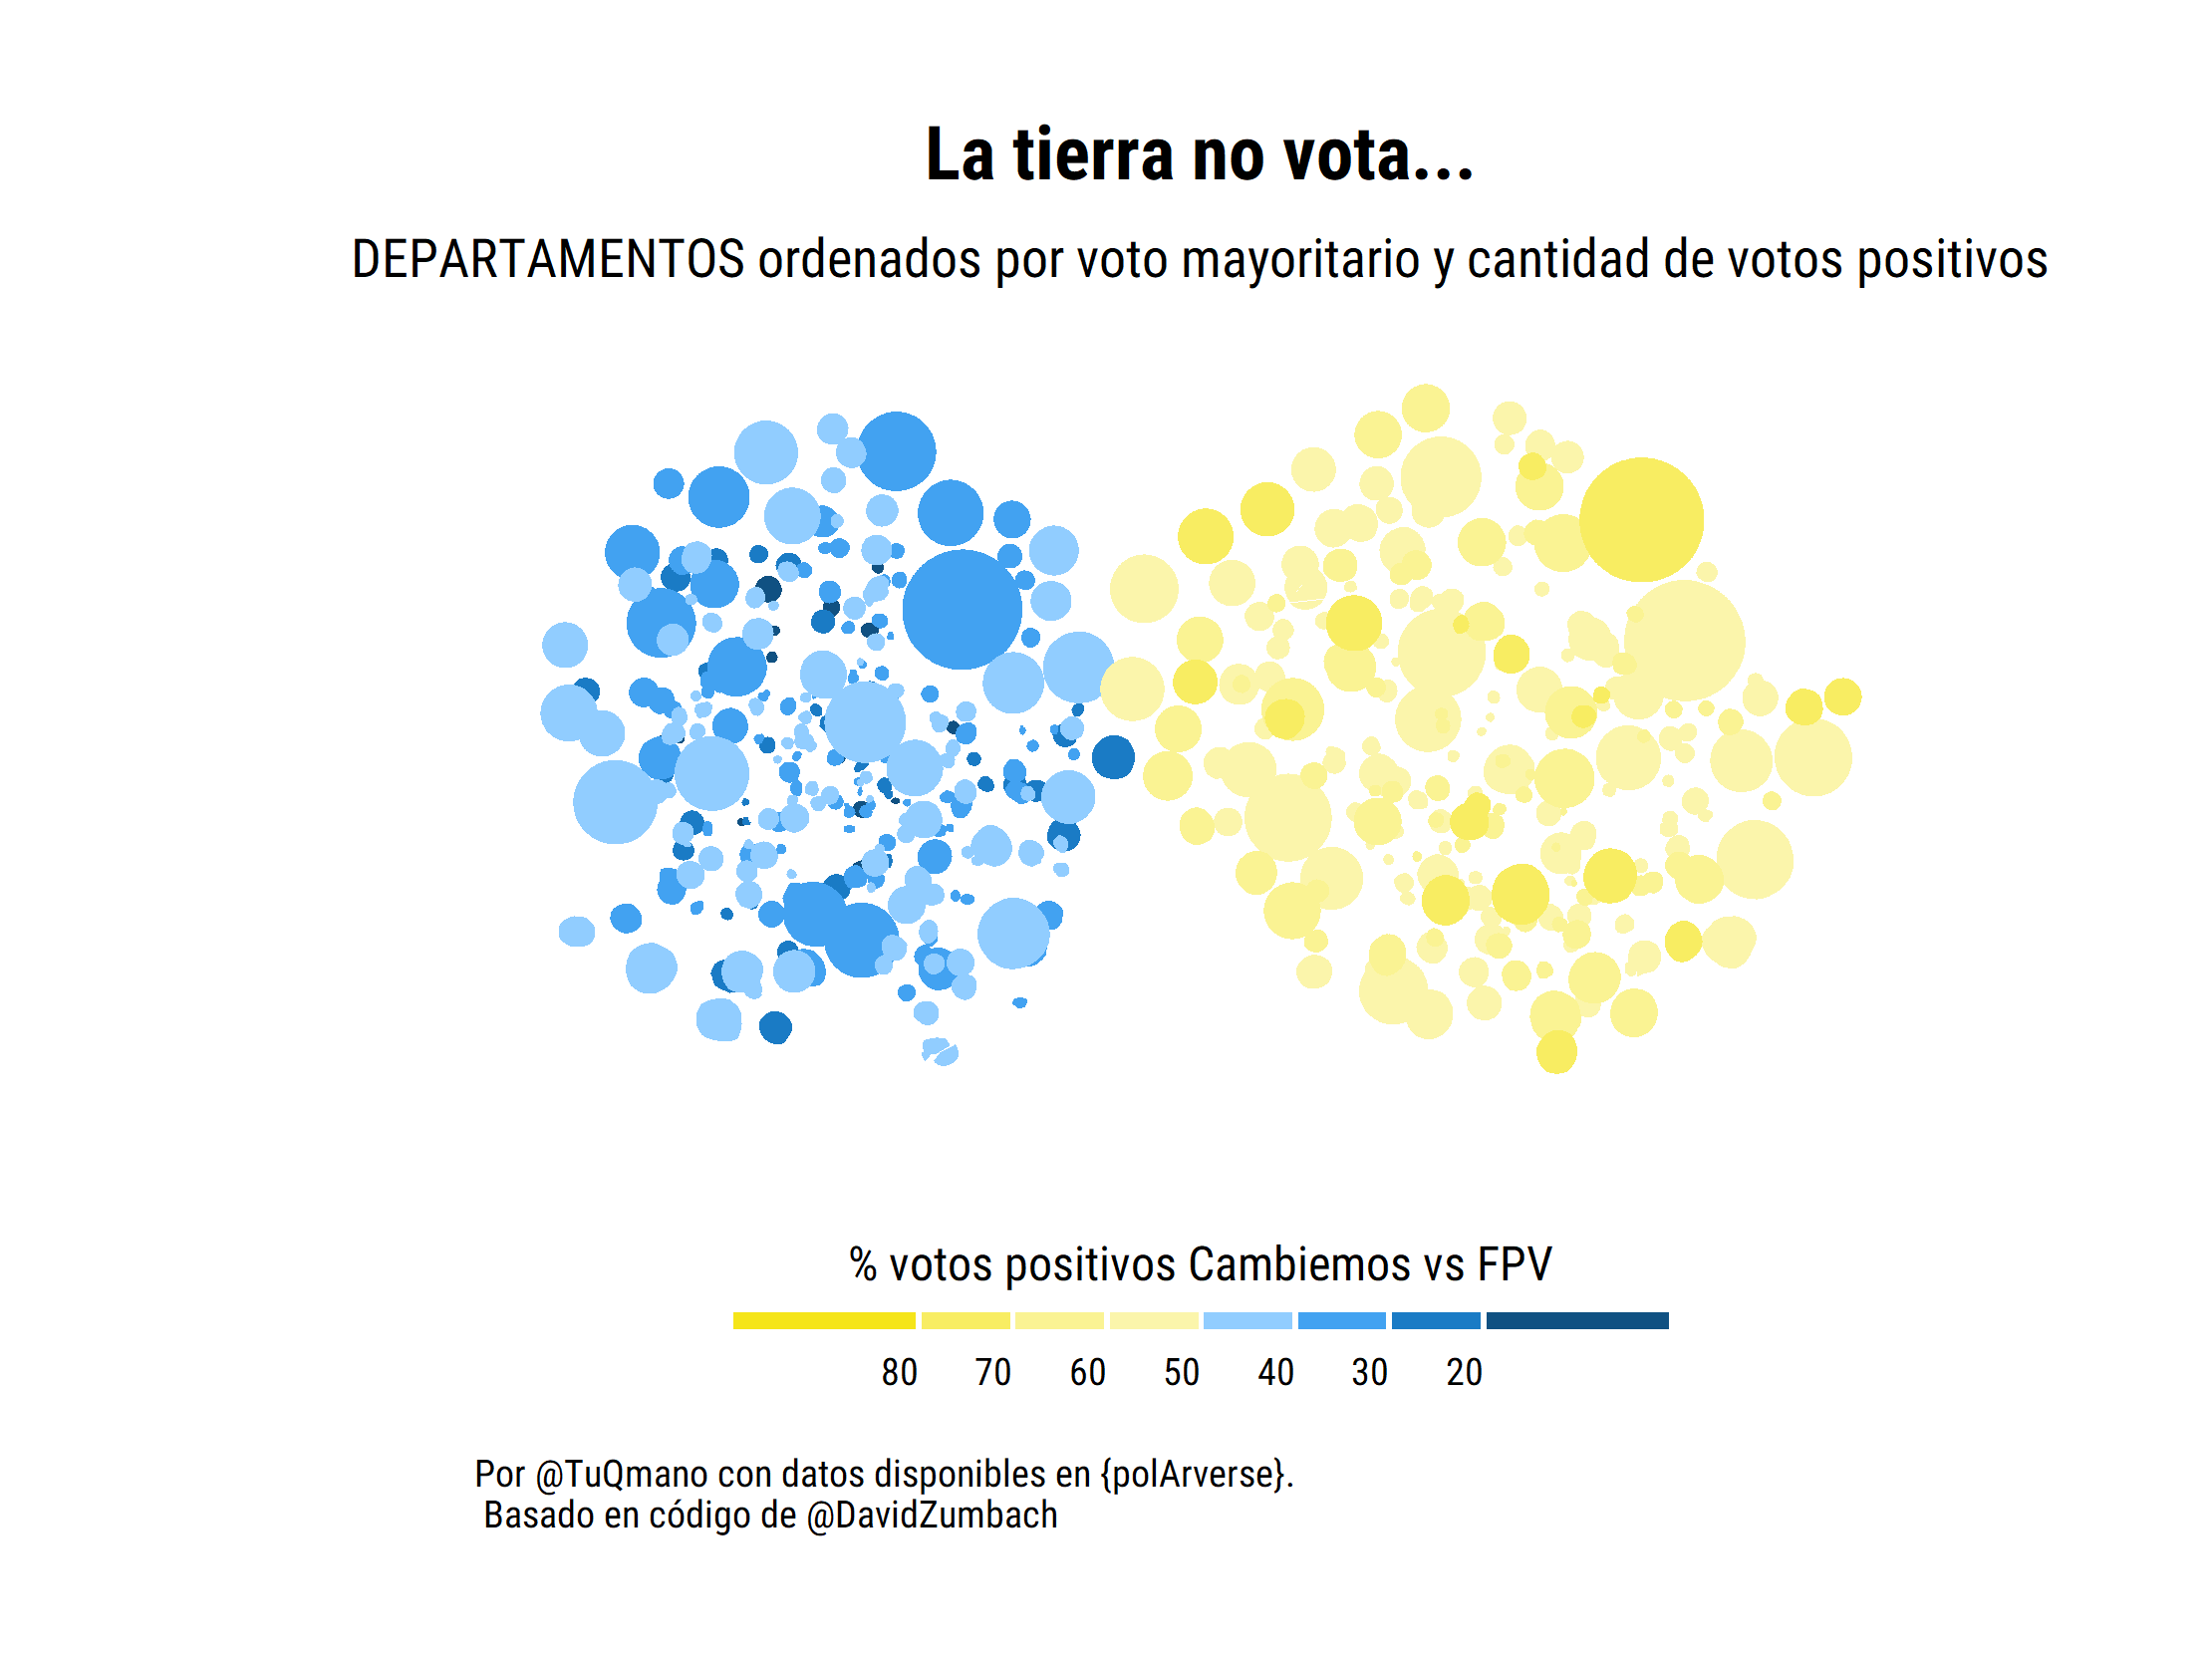 La tierra no vota...
DEPARTAMENTOS ordenados por voto mayoritario y cantidad de votos positivos
% votos positivos Cambiemos vs FPV
80 70 60 50 40 30 20
Por @TuQmano con datos disponibles en {polArverse}.
Basado en código de @DavidZumbach